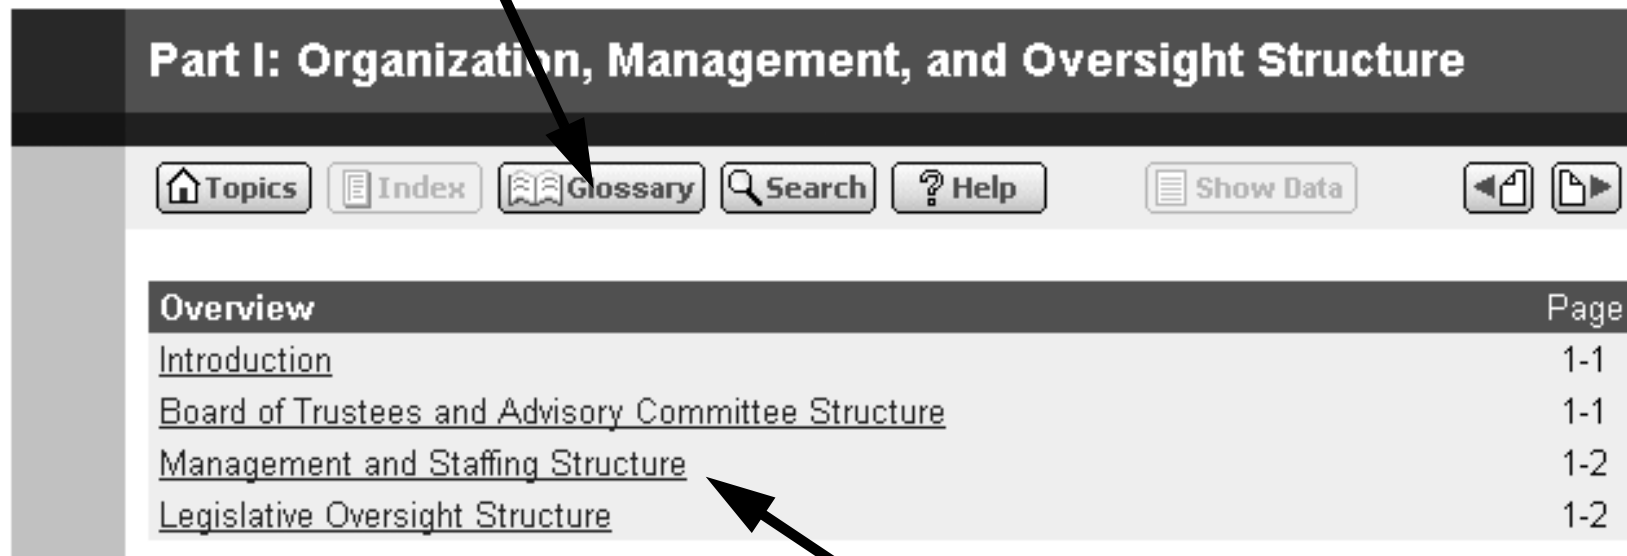 Part I: Organization, Management, and Oversight Structure
Topics Index Glossary Search Help Show Data
Overview Page
Introduction 1-1
Board of Trustees and Advisory Committee Structure 1-1
Management and Staffing Structure 1-2
Legislative Oversight Structure 1-2